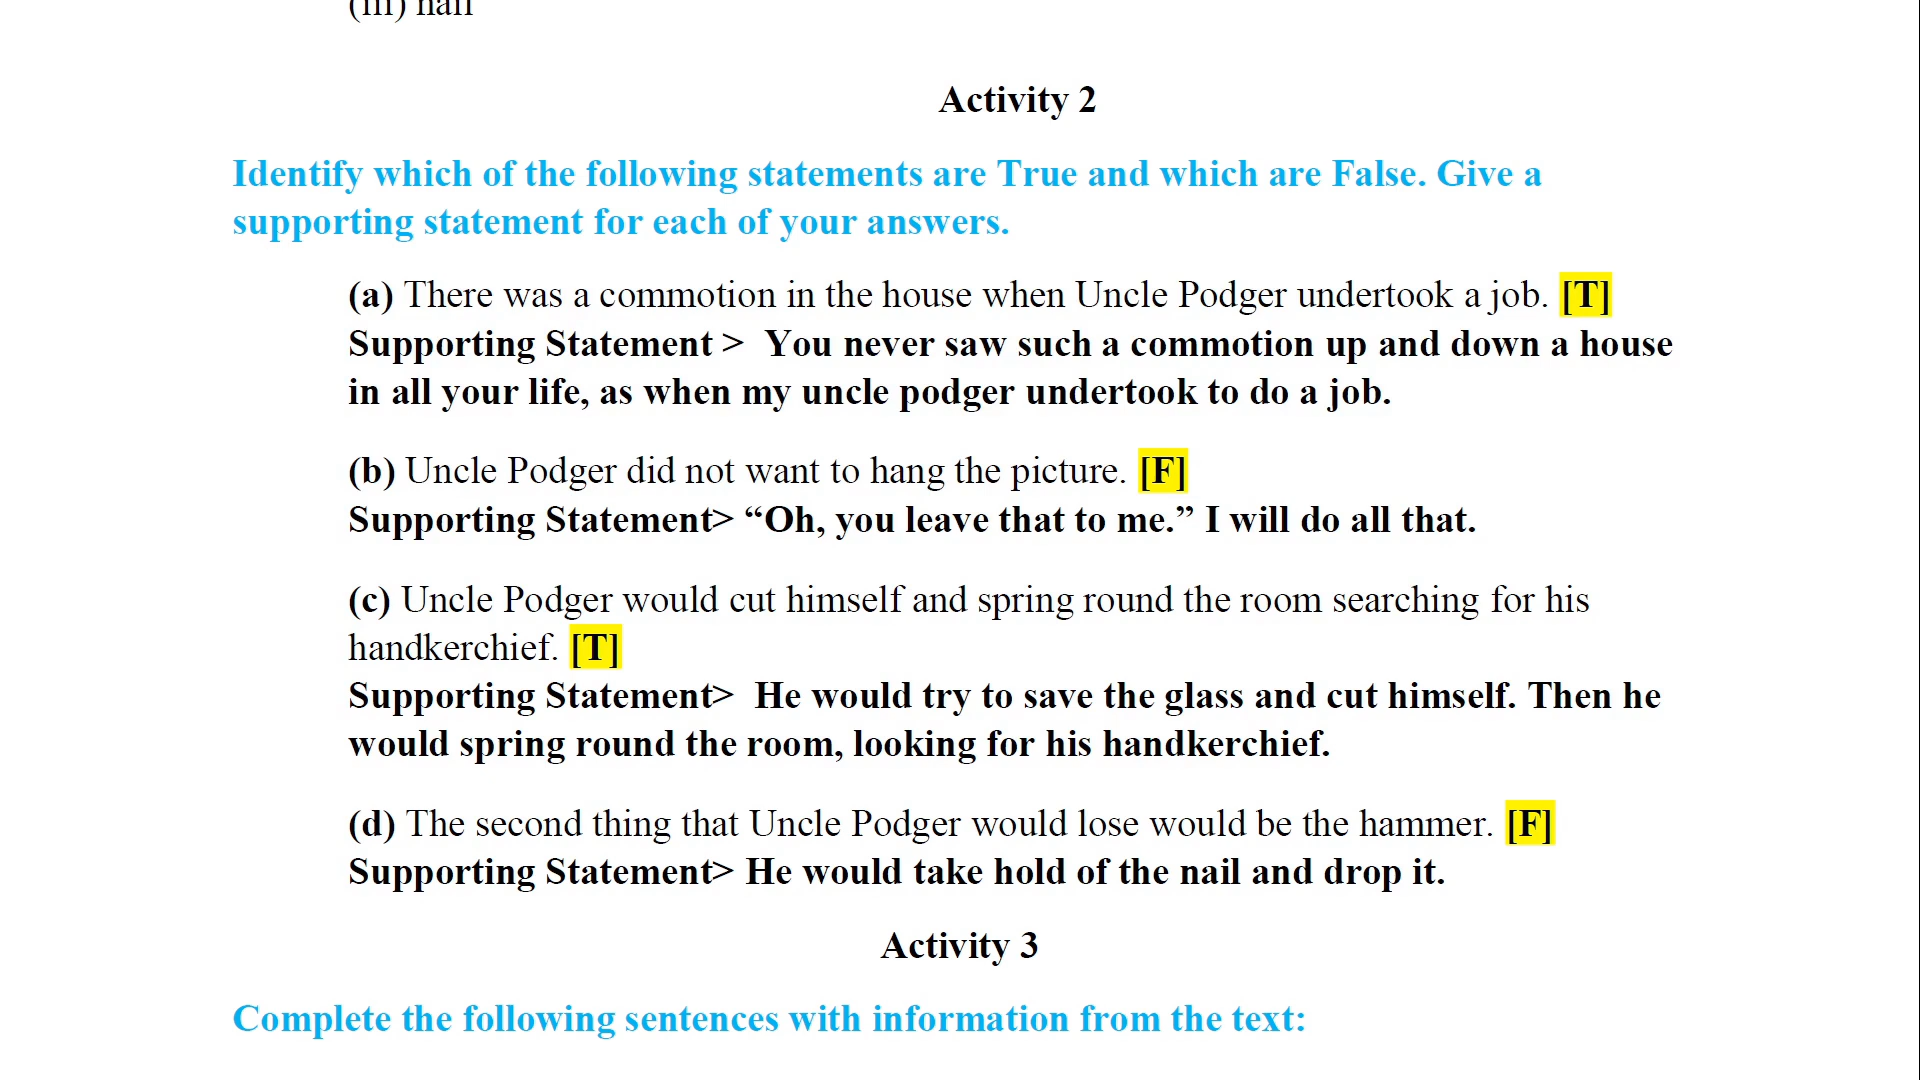 (iii) nail
Activity 2
Identify which of the following statements are True and which are False. Give a
supporting statement for each of your answers.
(a) There was a commotion in the house when Uncle Podger undertook a job. [T]
Supporting Statement > You never saw such a commotion up and down a house
in all your life, as when my uncle podger undertook to do a job.
(b) Uncle Podger did not want to hang the picture. [F]
Supporting Statement> “Oh, you leave that to me.” I will do all that.
(c) Uncle Podger would cut himself and spring round the room searching for his
handkerchief. [T]
Supporting Statement> He would try to save the glass and cut himself. Then he
would spring round the room, looking for his handkerchief.
(d) The second thing that Uncle Podger would lose would be the hammer. [F]
Supporting Statement> He would take hold of the nail and drop it.
Activity 3
Complete the following sentences with information from the text: